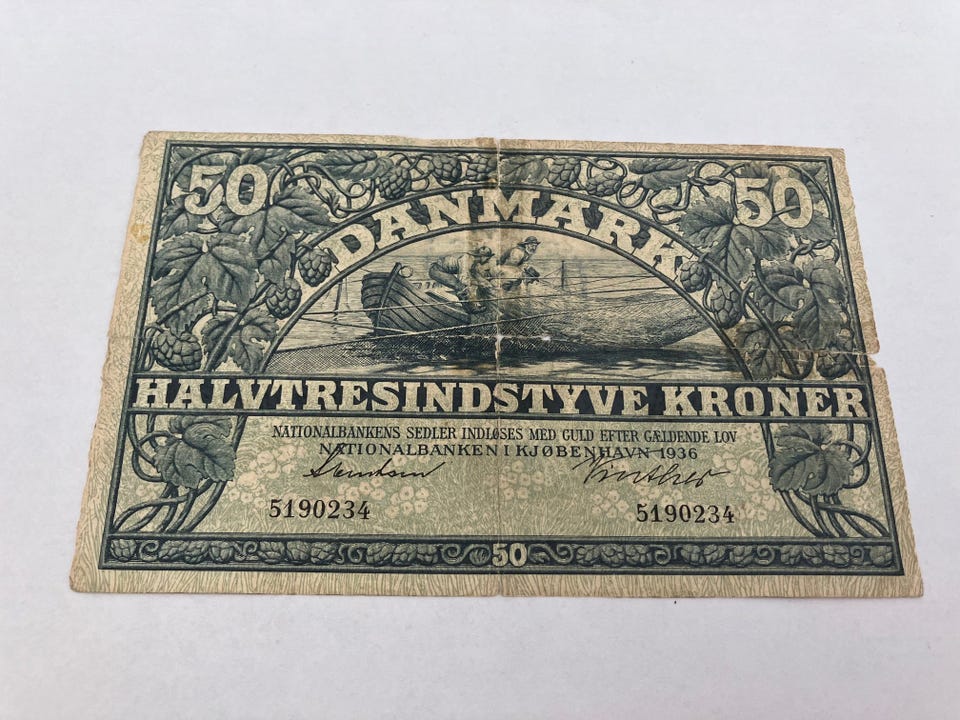 50 50
DANMARK
HALVTRESINDSTYVE KRONER
NATIONALBANKENS SEDLER INDLØSES MED GULD EFTER GÆLDENDE LOV
NATIONALBANKEN I KJØBENHAVN 1936
5190234 5190234
50